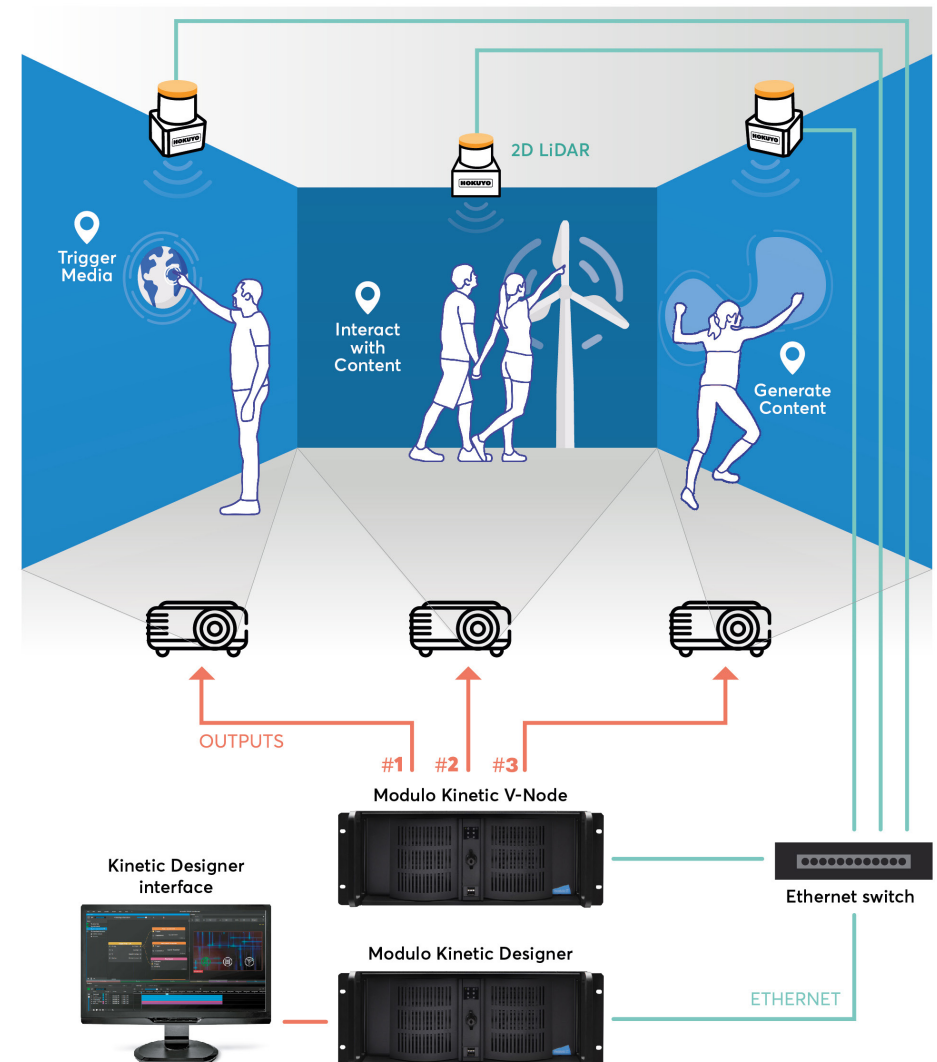 HOKUYO
HOKUYO
HOKUYO
2D LiDAR
Trigger
Media
Interact
with
Content
Generate
Content
OUTPUTS
#1 #2 #3
Modulo Kinetic V-Node
Ethernet switch
Kinetic Designer
interface
Modulo Kinetic Designer
ETHERNET